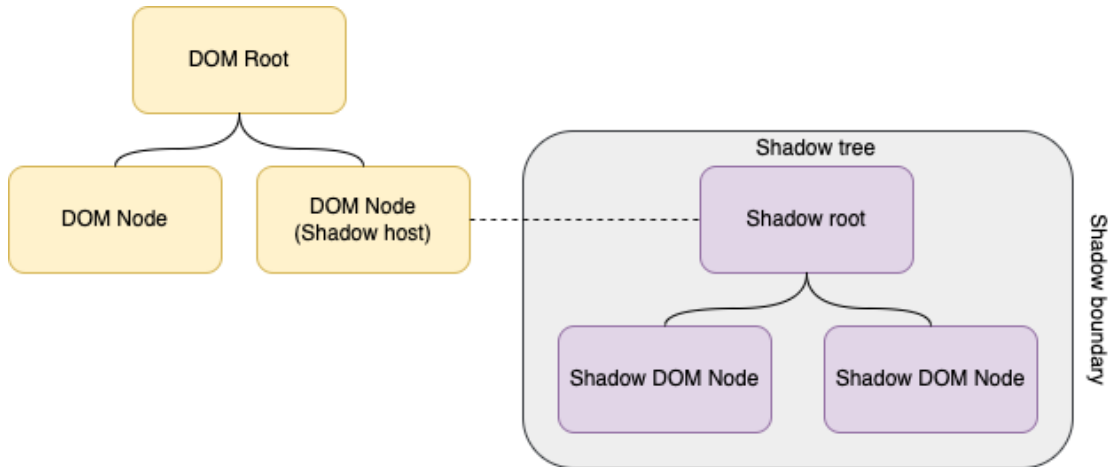 DOM Root
DOM Node
DOM Node
(Shadow host)
Shadow tree
Shadow root
Shadow DOM Node
Shadow DOM Node
Shadow boundary